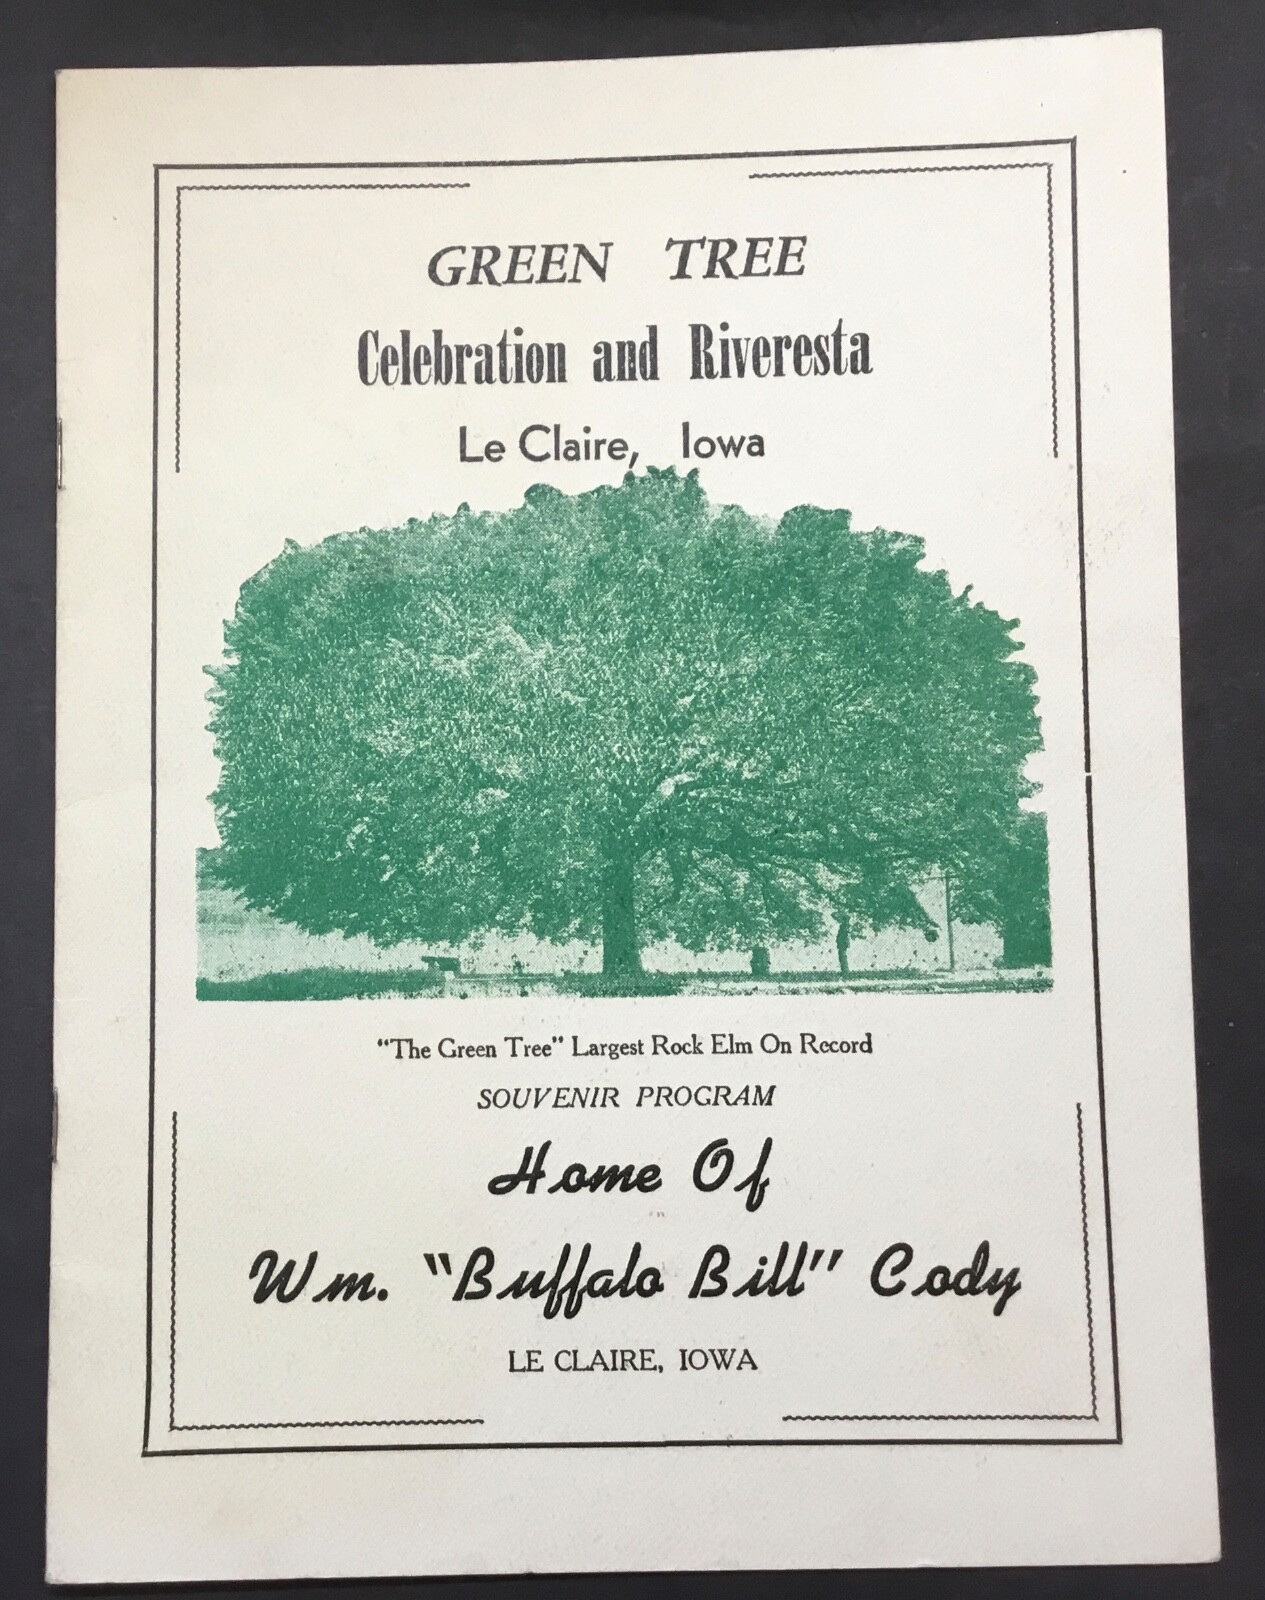 GREEN TREE
Celebration and Riveresta
Le Claire, Iowa
"The Green Tree" Largest Rock Elm On Record
SOUVENIR PROGRAM
Home Of
Wm. "Buffalo Bill" Cody
LE CLAIRE, IOWA